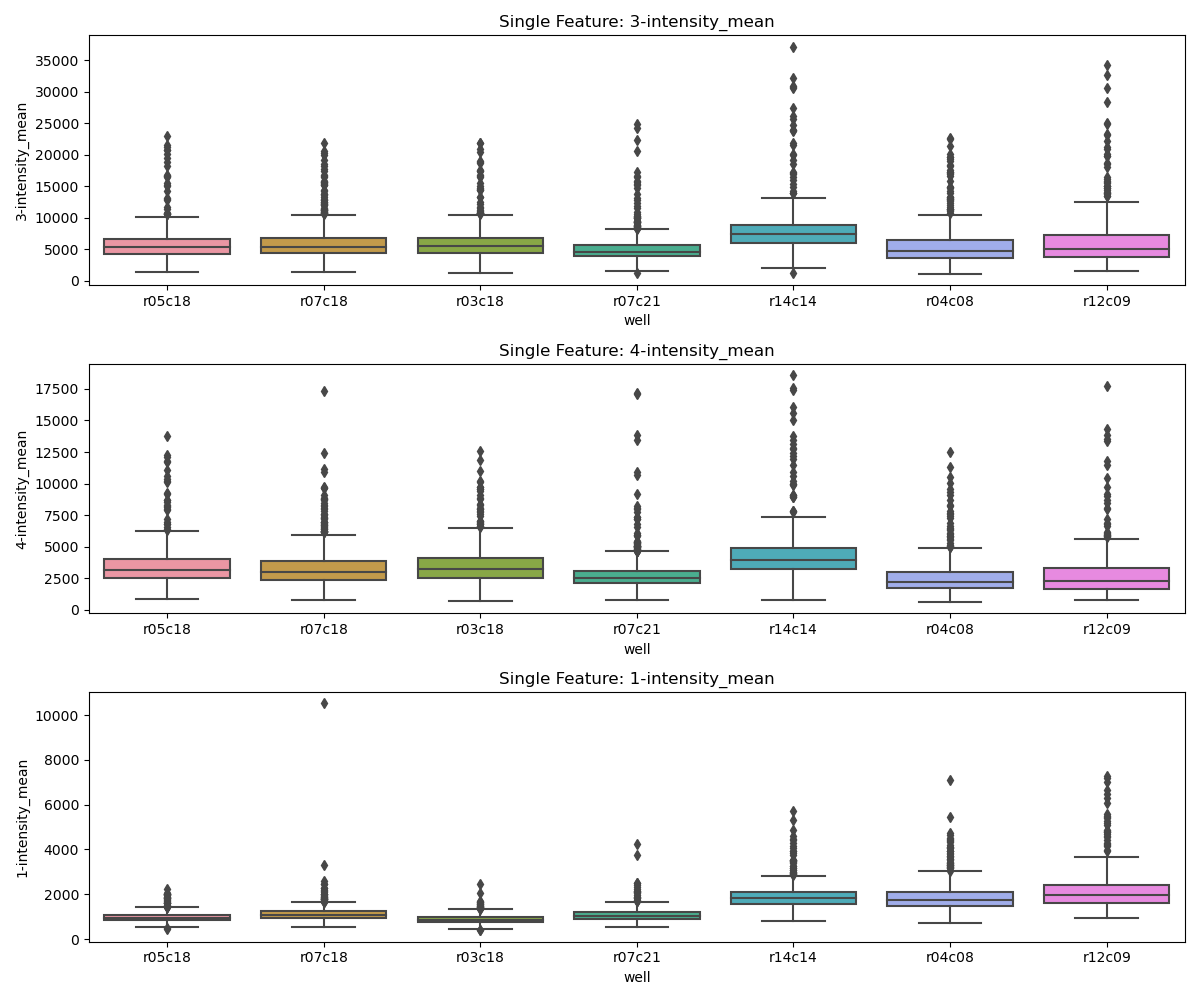 Single Feature: 3-intensity_mean
3-intensity_mean
35000
30000
25000
20000
15000
10000
5000
0
r05c18 r07c18 r03c18 r07c21 r14c14 r04c08 r12c09
well
Single Feature: 4-intensity_mean
4-intensity_mean
17500
15000
12500
10000
7500
5000
2500
0
r05c18 r07c18 r03c18 r07c21 r14c14 r04c08 r12c09
well
Single Feature: 1-intensity_mean
1-intensity_mean
10000
8000
6000
4000
2000
0
r05c18 r07c18 r03c18 r07c21 r14c14 r04c08 r12c09
well